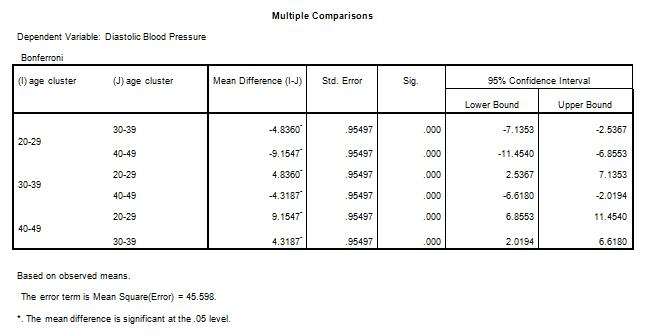 Multiple Comparisons
Dependent Variable: Diastolic Blood Pressure
Bonferroni
(I) age cluster (J) age cluster Mean Difference (I-J) Std. Error Sig. 95% Confidence Interval
Lower Bound Upper Bound
20-29 30-39 -4.8360* .95497 .000 -7.1353 -2.5367
40-49 -9.1547* .95497 .000 -11.4540 -6.8553
30-39 20-29 4.8360* .95497 .000 2.5367 7.1353
40-49 -4.3187* .95497 .000 -6.6180 -2.0194
40-49 20-29 9.1547* .95497 .000 6.8553 11.4540
30-39 4.3187* .95497 .000 2.0194 6.6180
Based on observed means.
The error term is Mean Square(Error) = 45.598.
*. The mean difference is significant at the .05 level.